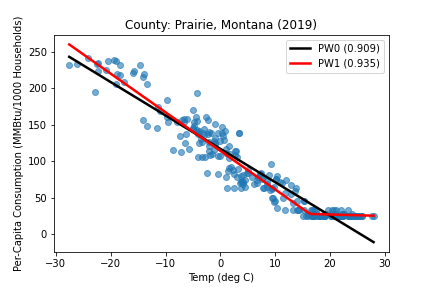 County: Prairie, Montana (2019)
PW0 (0.909)
PW1 (0.935)
Per-Capita Consumption (MMBtu/1000 Households)
250
200
150
100
50
0
−30 −20 −10 0 10 20 30
Temp (deg C)